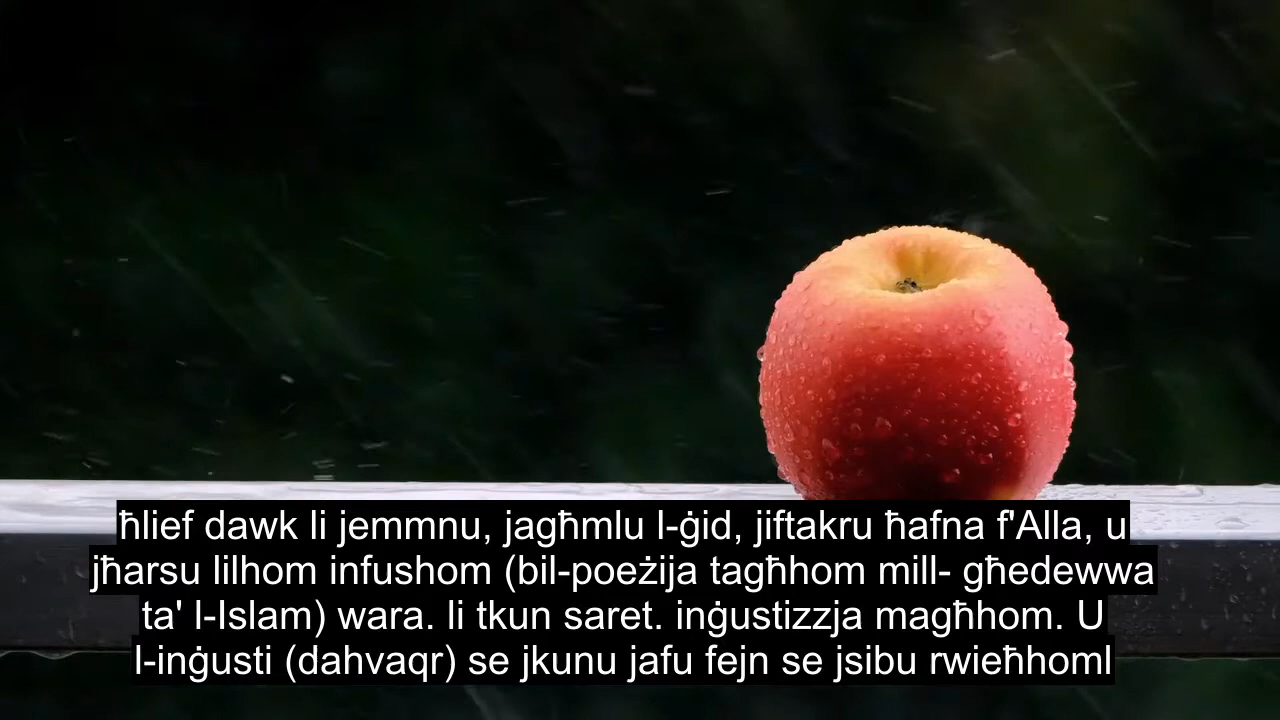 ħlief dawk li jemmnu, jagħmlu l-ġid, jiftakru ħafna f'Alla, u
jħarsu lilhom infushom (bil-poeżija tagħhom mill- għedewwa
ta' l-Islam) wara. li tkun saret. inġustizzja magħhom. U
l-inġusti (dahvaqr) se jkunu jafu fejn se jsibu rwieħhoml